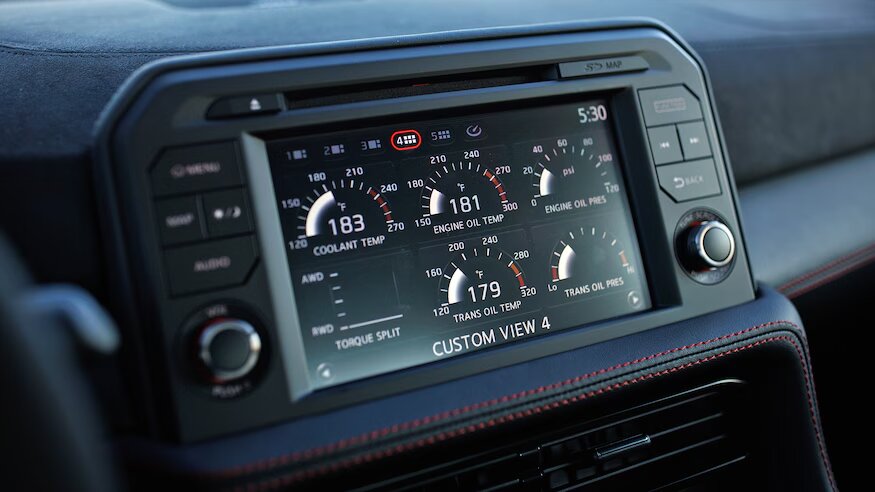 SD MAP
MENU
MAP
AUDIO
VOL
PUSH
BACK
5:30
1 2 3 4 5
180 210
150 240
120 270
°F
183
COOLANT TEMP
210 240
180 270
150 300
°F
181
ENGINE OIL TEMP
40 60 80
20 100
0 120
psi
ENGINE OIL PRES
AWD
RWD
TORQUE SPLIT
200 240
160 280
120 320
°F
179
TRANS OIL TEMP
Lo Hi
TRANS OIL PRES
CUSTOM VIEW 4